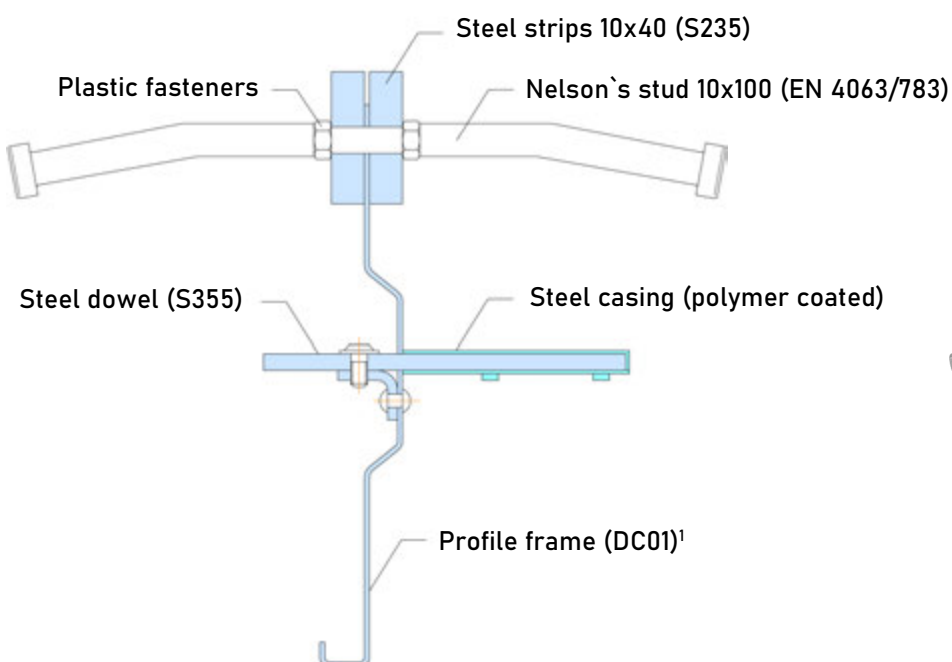 Steel strips 10x40 (S235)
Plastic fasteners
Nelson`s stud 10x100 (EN 4063/783)
Steel dowel (S355)
Steel casing (polymer coated)
Profile frame (DC01)¹